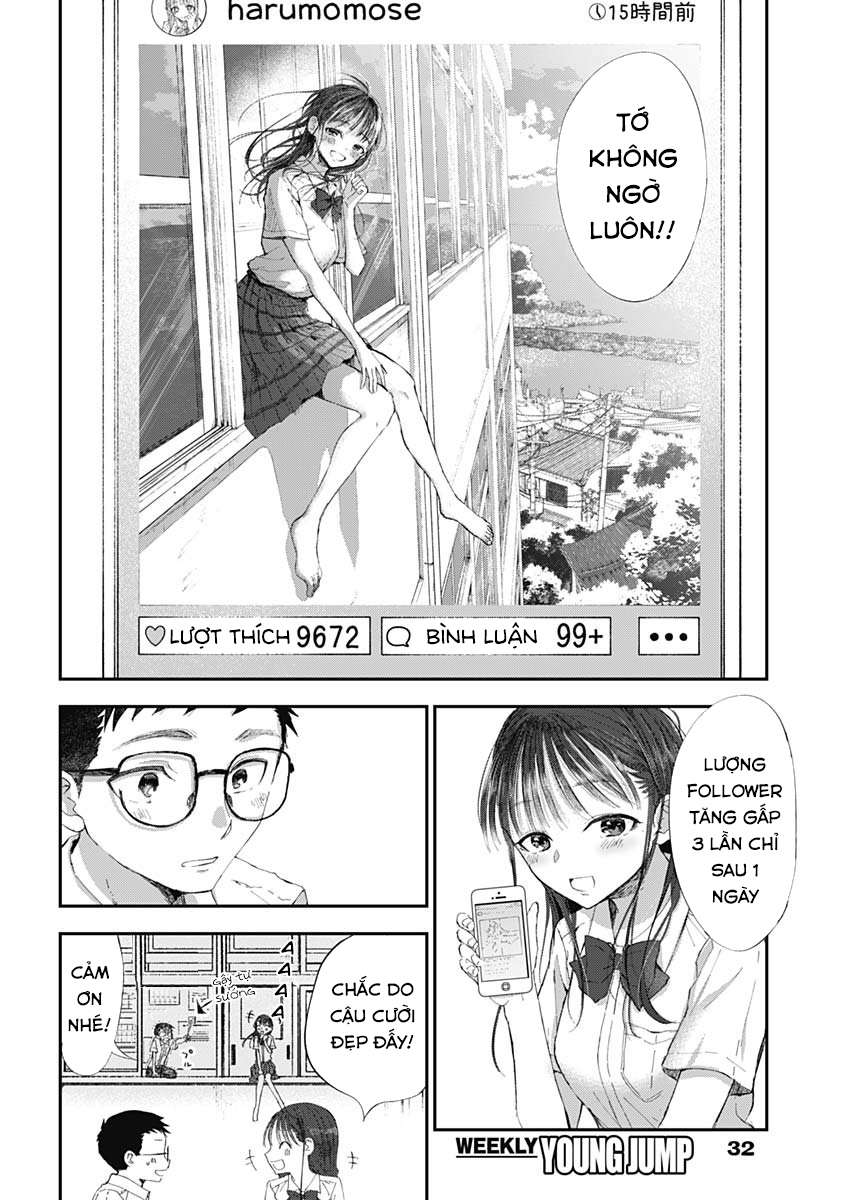 harumomose
15時間前
TỚ
KHÔNG
NGỜ
LUÔN!!
LƯỢT THÍCH 9672
BÌNH LUẬN 99+
LƯỢNG
FOLLOWER
TĂNG GẤP
3 LẦN CHỈ
SAU 1
NGÀY
CHẮC DO
CẬU CƯỜI
ĐẸP ĐẤY!
Gậy tự
sướng
CẢM
ƠN
NHÉ!
WEEKLY YOUNG JUMP
32